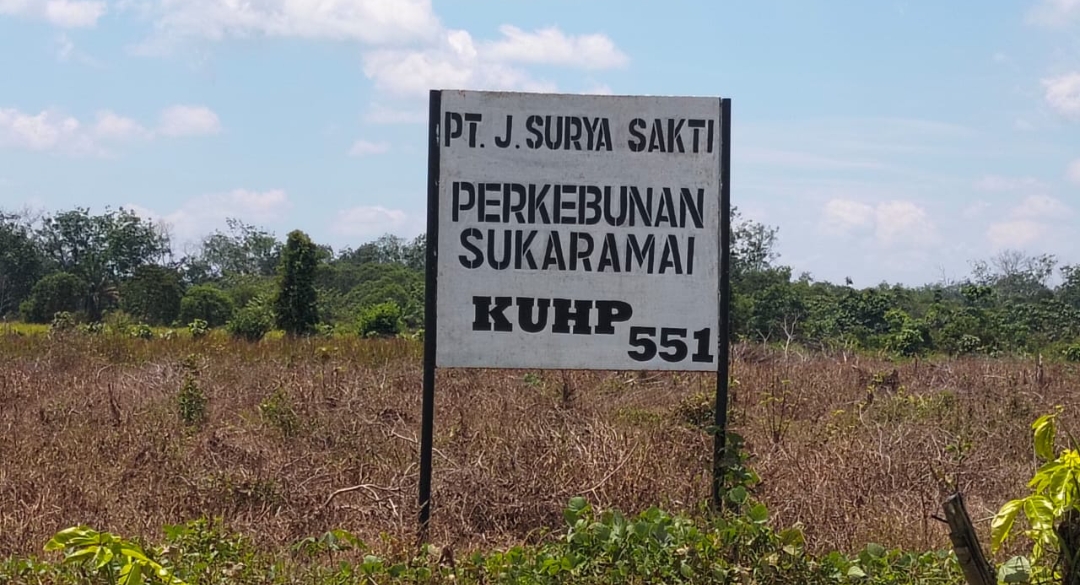 PT. J. SURYA SAKTI
PERKEBUNAN
SUKARAMAI
KUHP 551